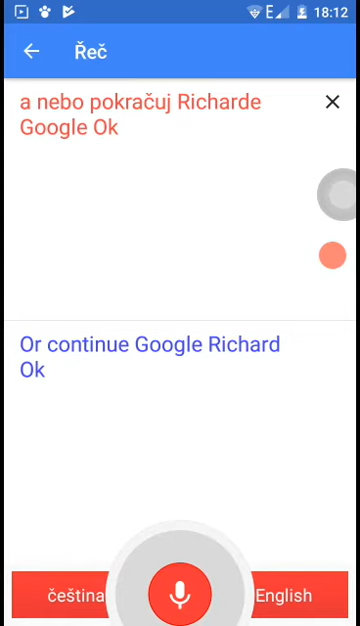 E 18:12
Řeč
a nebo pokračuj Richarde
Google Ok
Or continue Google Richard
Ok
čeština English